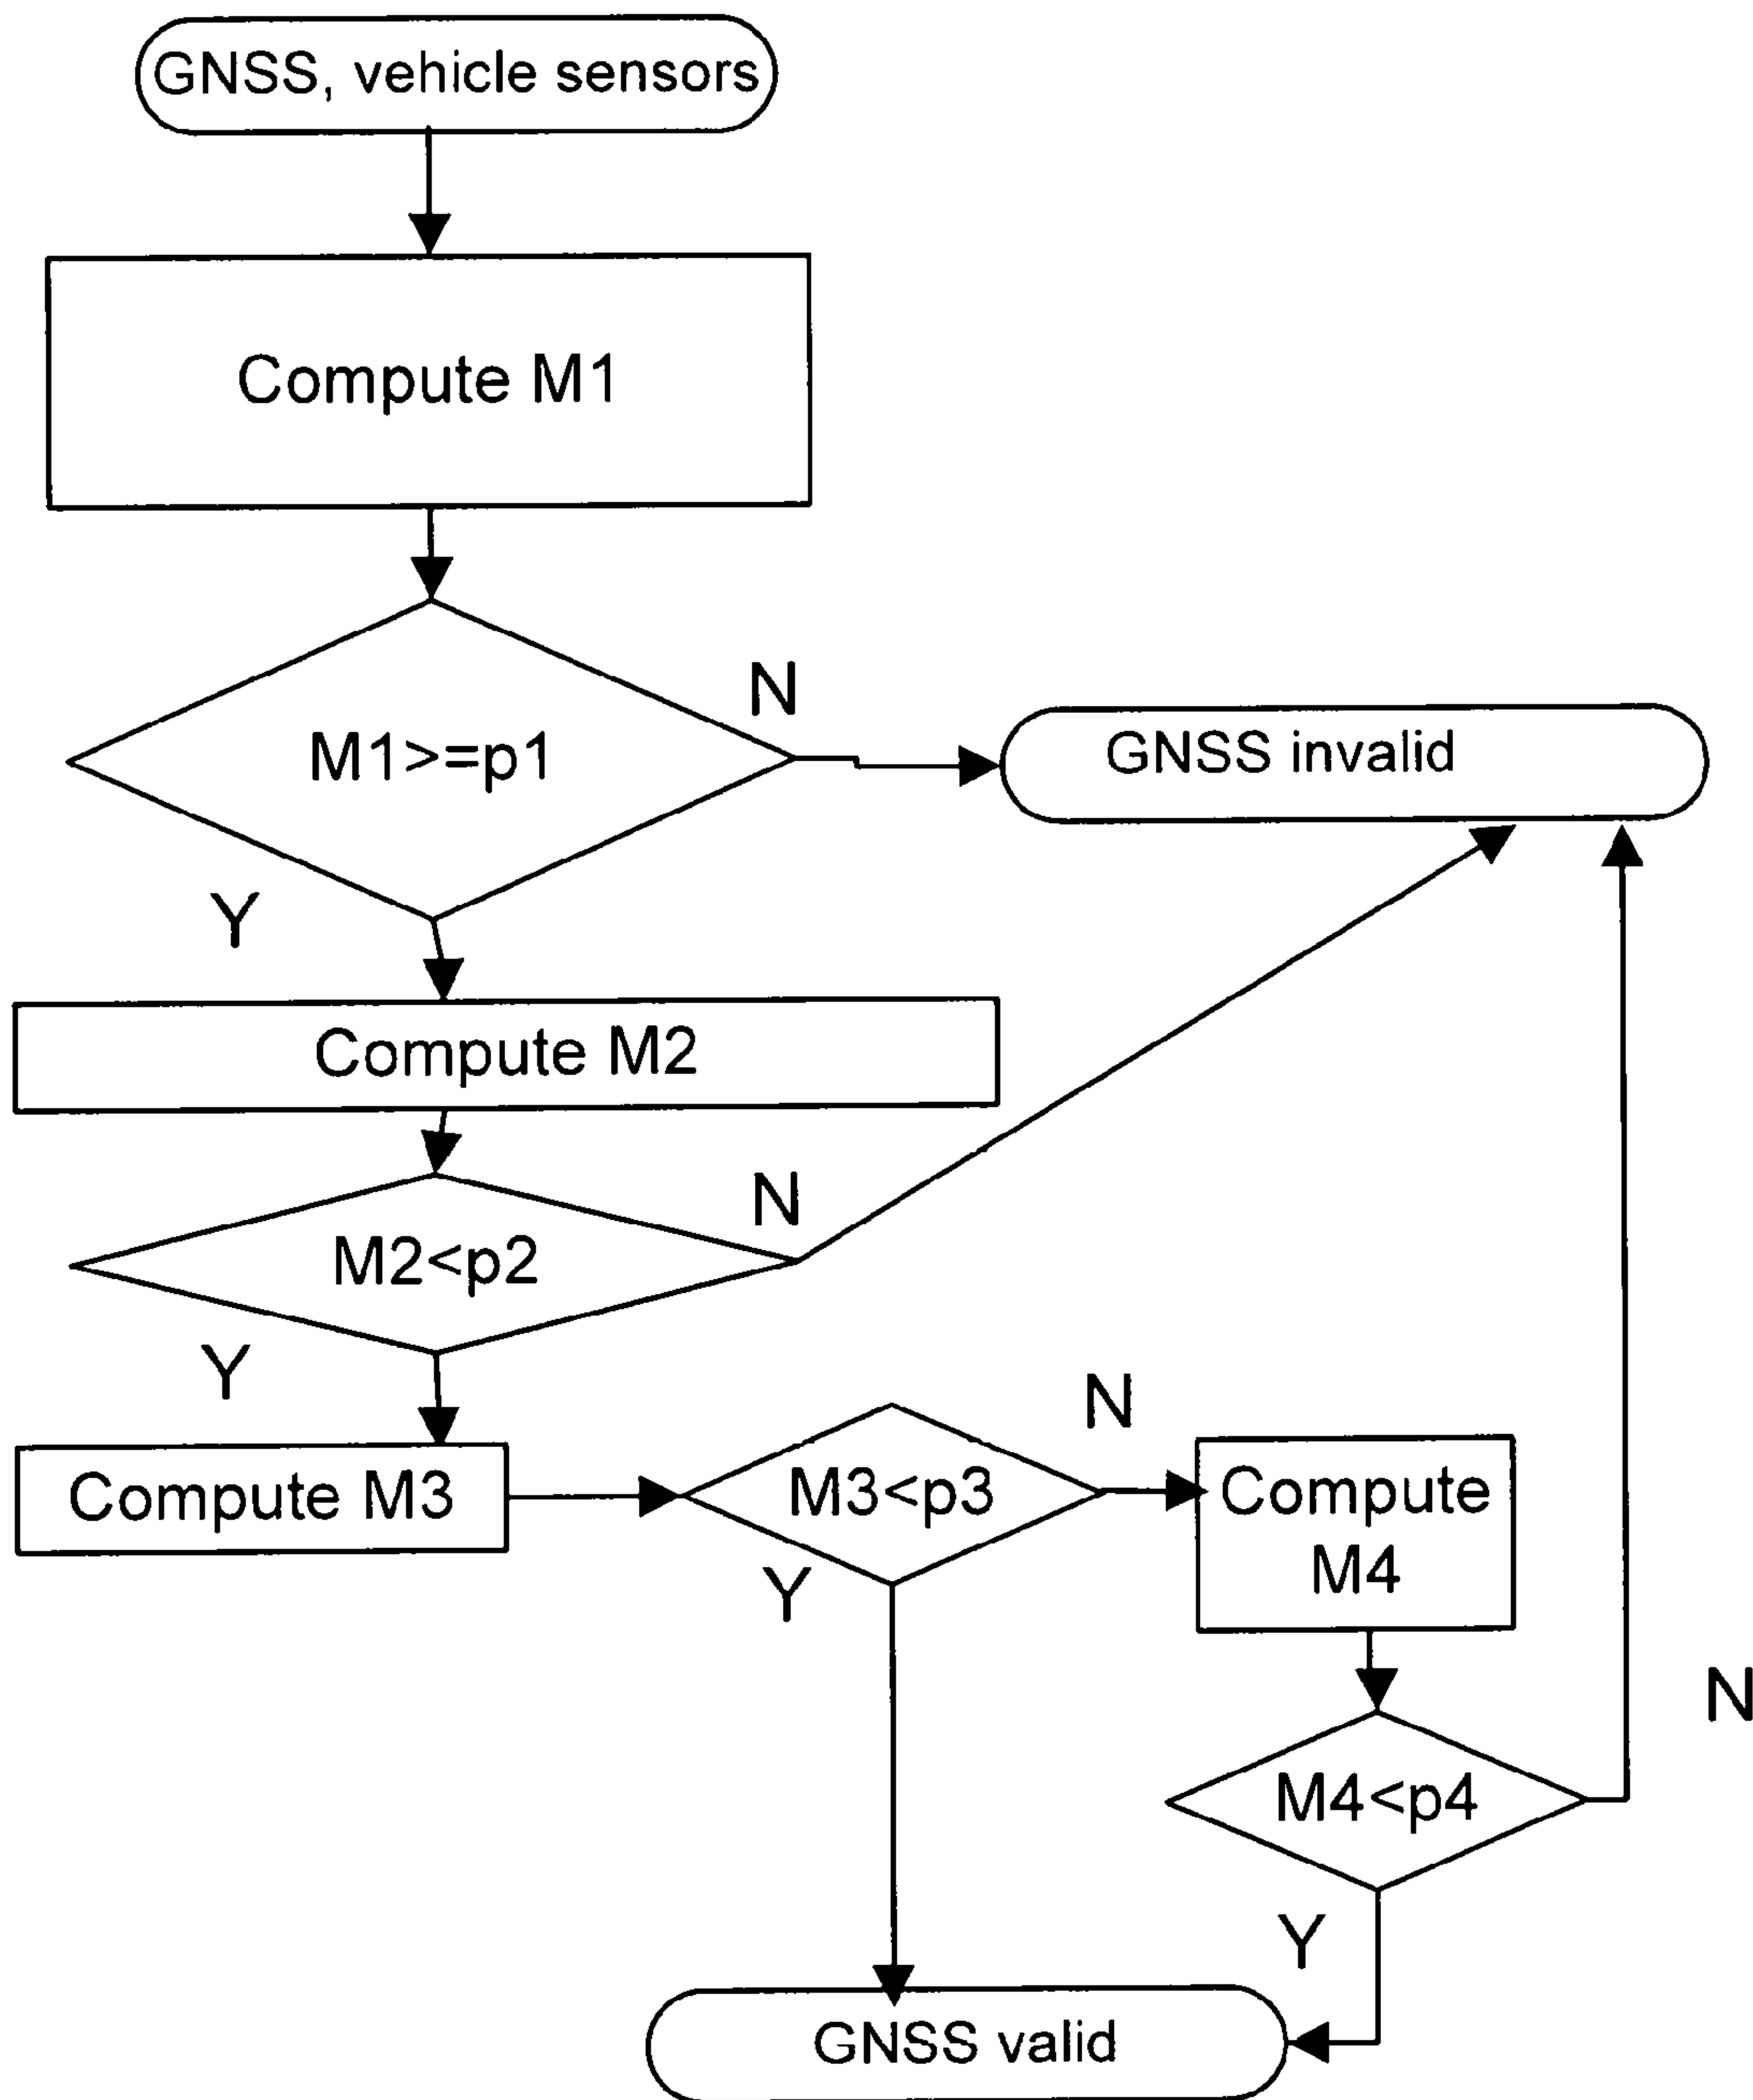 GNSS, vehicle sensors
Compute M1
M1>=p1
N
GNSS invalid
Y
Compute M2
M2<p2
N
Y
Compute M3
M3<p3
N
Y
Compute
M4
M4<p4
N
Y
GNSS valid